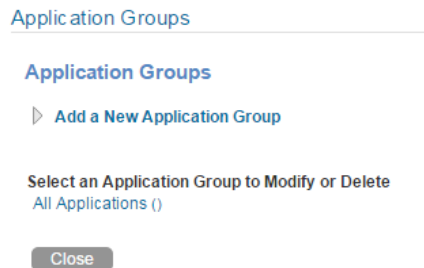 Application Groups
Application Groups
Add a New Application Group
Select an Application Group to Modify or Delete
All Applications ()
Close